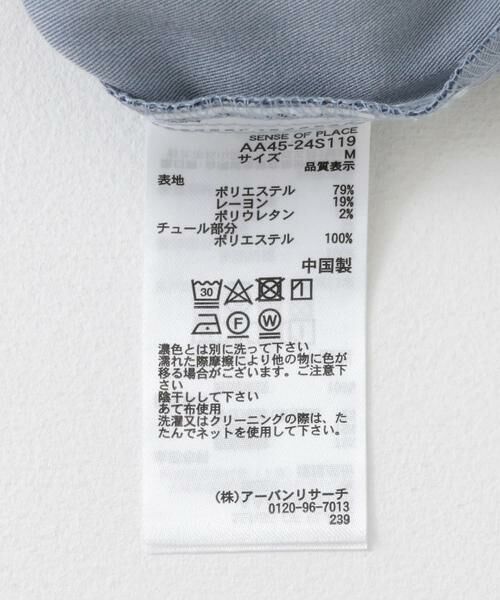 SENSE OF PLACE
AA45-24S119
サイズ M
品質表示
表地
ポリエステル 79%
レーヨン 19%
ポリウレタン 2%
チュール部分
ポリエステル 100%
中国製
30
F W
濃色とは別に洗って下さい
濡れた際摩擦により他の物に色が
移る場合がございます。ご注意下
さい
陰干しして下さい
あて布使用
洗濯又はクリーニングの際は、た
たんでネットを使用して下さい。
(株)アーバンリサーチ
0120-96-7013
239